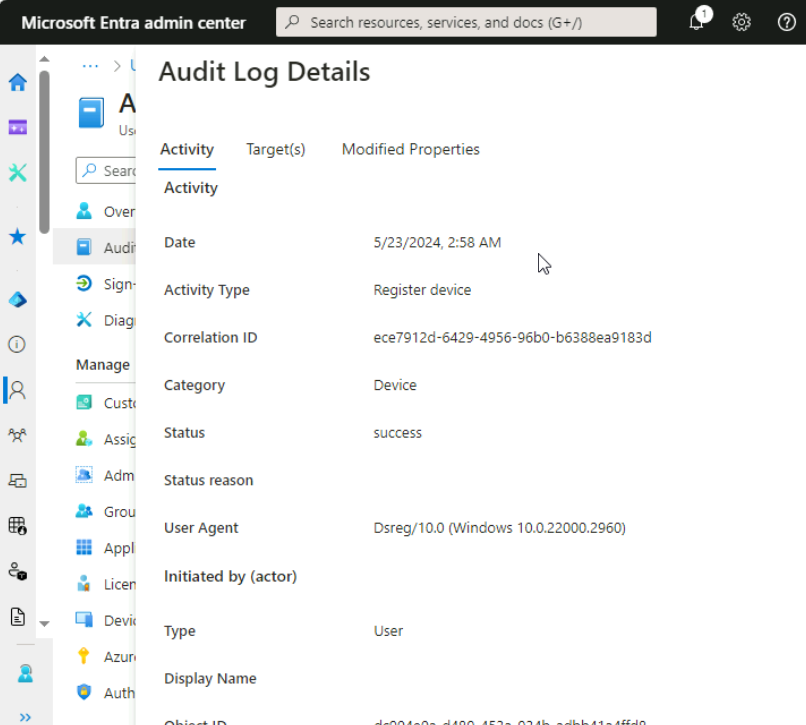 Microsoft Entra admin center
Search resources, services, and docs (G+/)
1
... > U
Audit Log Details
A
Use
Activity Target(s) Modified Properties
Sear
Activity
Over
Date 5/23/2024, 2:58 AM
Audi
Sign-
Activity Type Register device
Diag
Correlation ID ece7912d-6429-4956-96b0-b6388ea9183d
Manage
Category Device
Custo
Status success
Assig
Adm
Status reason
Grou
User Agent Dsreg/10.0 (Windows 10.0.22000.2960)
Appl
Initiated by (actor)
Licen
Devic
Type User
Azure
Display Name
Auth
Object ID